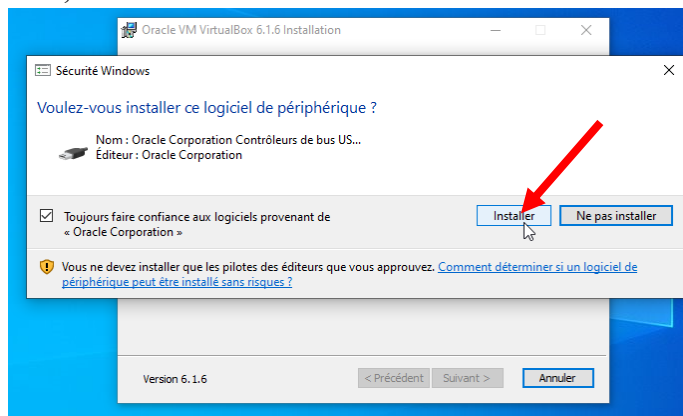 Oracle VM VirtualBox 6.1.6 Installation
Sécurité Windows
Voulez-vous installer ce logiciel de périphérique ?
Nom : Oracle Corporation Contrôleurs de bus US...
Éditeur : Oracle Corporation
Toujours faire confiance aux logiciels provenant de
« Oracle Corporation »
Installer
Ne pas installer
Vous ne devez installer que les pilotes des éditeurs que vous approuvez. Comment déterminer si un logiciel de
périphérique peut être installé sans risques ?
Version 6.1.6
< Précédent
Suivant >
Annuler